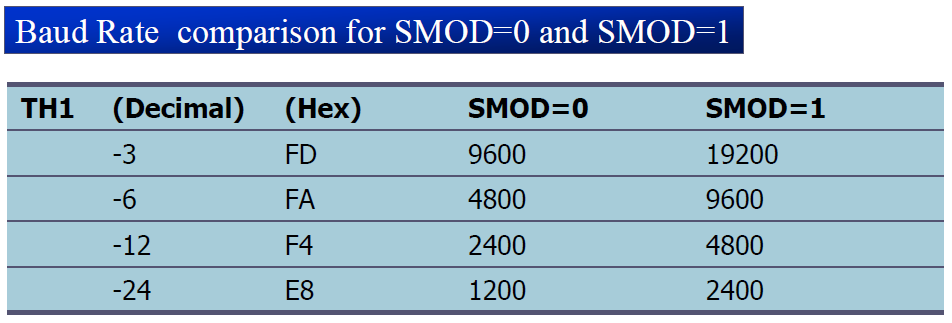 Baud Rate  comparison for SMOD=0 and SMOD=1
TH1 (Decimal) (Hex) SMOD=0 SMOD=1
-3 FD 9600 19200
-6 FA 4800 9600
-12 F4 2400 4800
-24 E8 1200 2400